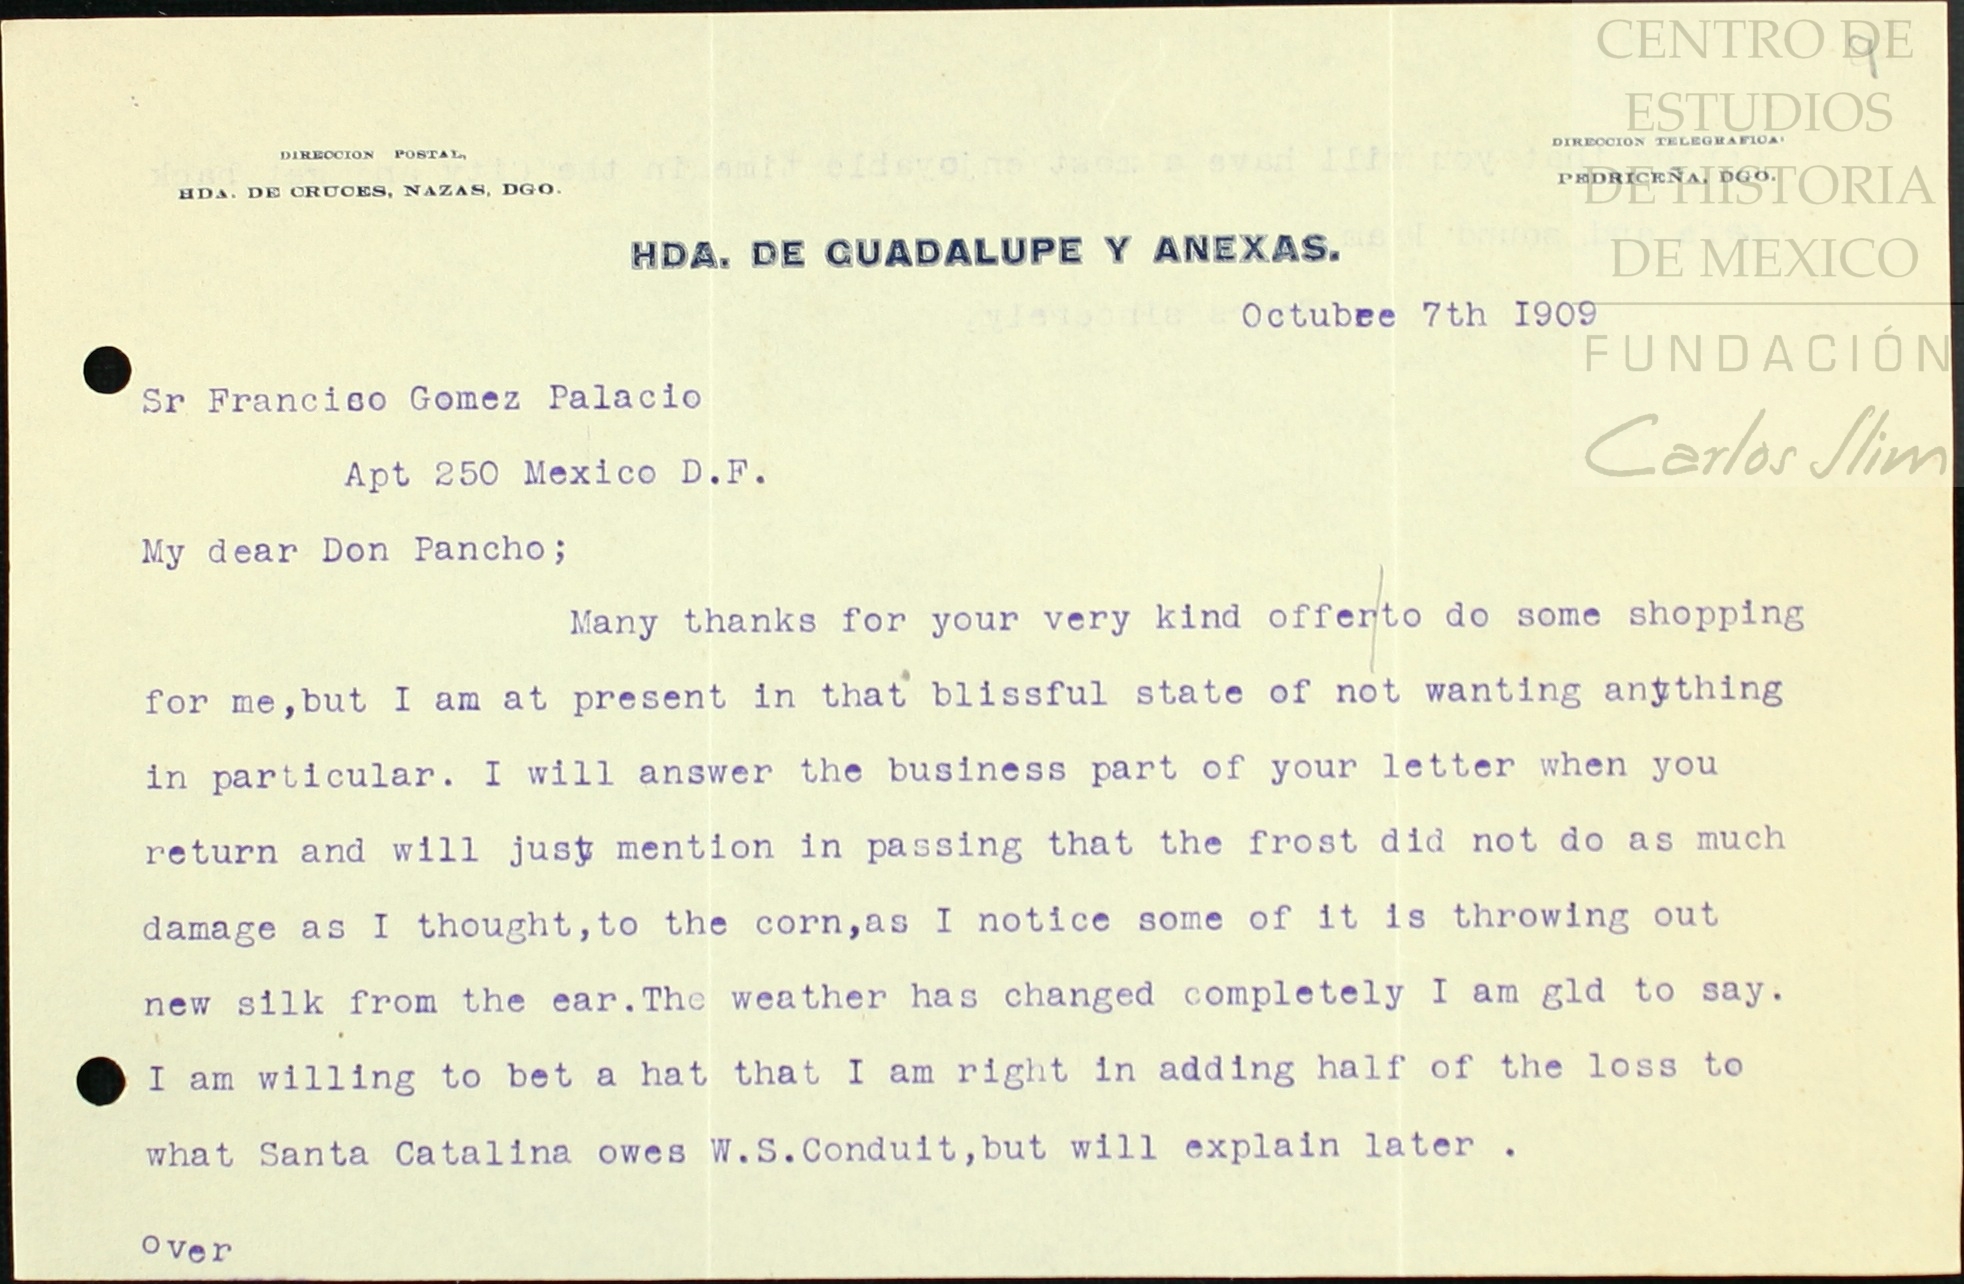 CENTRO DE
ESTUDIOS
DE HISTORIA
DE MEXICO
FUNDACIÓN
Carlos Slim
9
DIRECCION POSTAL,
HDA. DE CRUCES, NAZAS, DGO.
DIRECCION TELEGRAFICA:
PEDRICEÑA, DGO.
HDA. DE GUADALUPE Y ANEXAS.
Octubee 7th I909
Sr Francisco Gomez Palacio
Apt 250 Mexico D.F.
My dear Don Pancho;
Many thanks for your very kind offer/to do some shopping
for me,but I am at present in that blissful state of not wanting anything
in particular. I will answer the business part of your letter when you
return and will just mention in passing that the frost did not do as much
damage as I thought,to the corn,as I notice some of it is throwing out
new silk from the ear.The weather has changed completely I am gld to say.
I am willing to bet a hat that I am right in adding half of the loss to
what Santa Catalina owes W.S.Conduit,but will explain later .
over